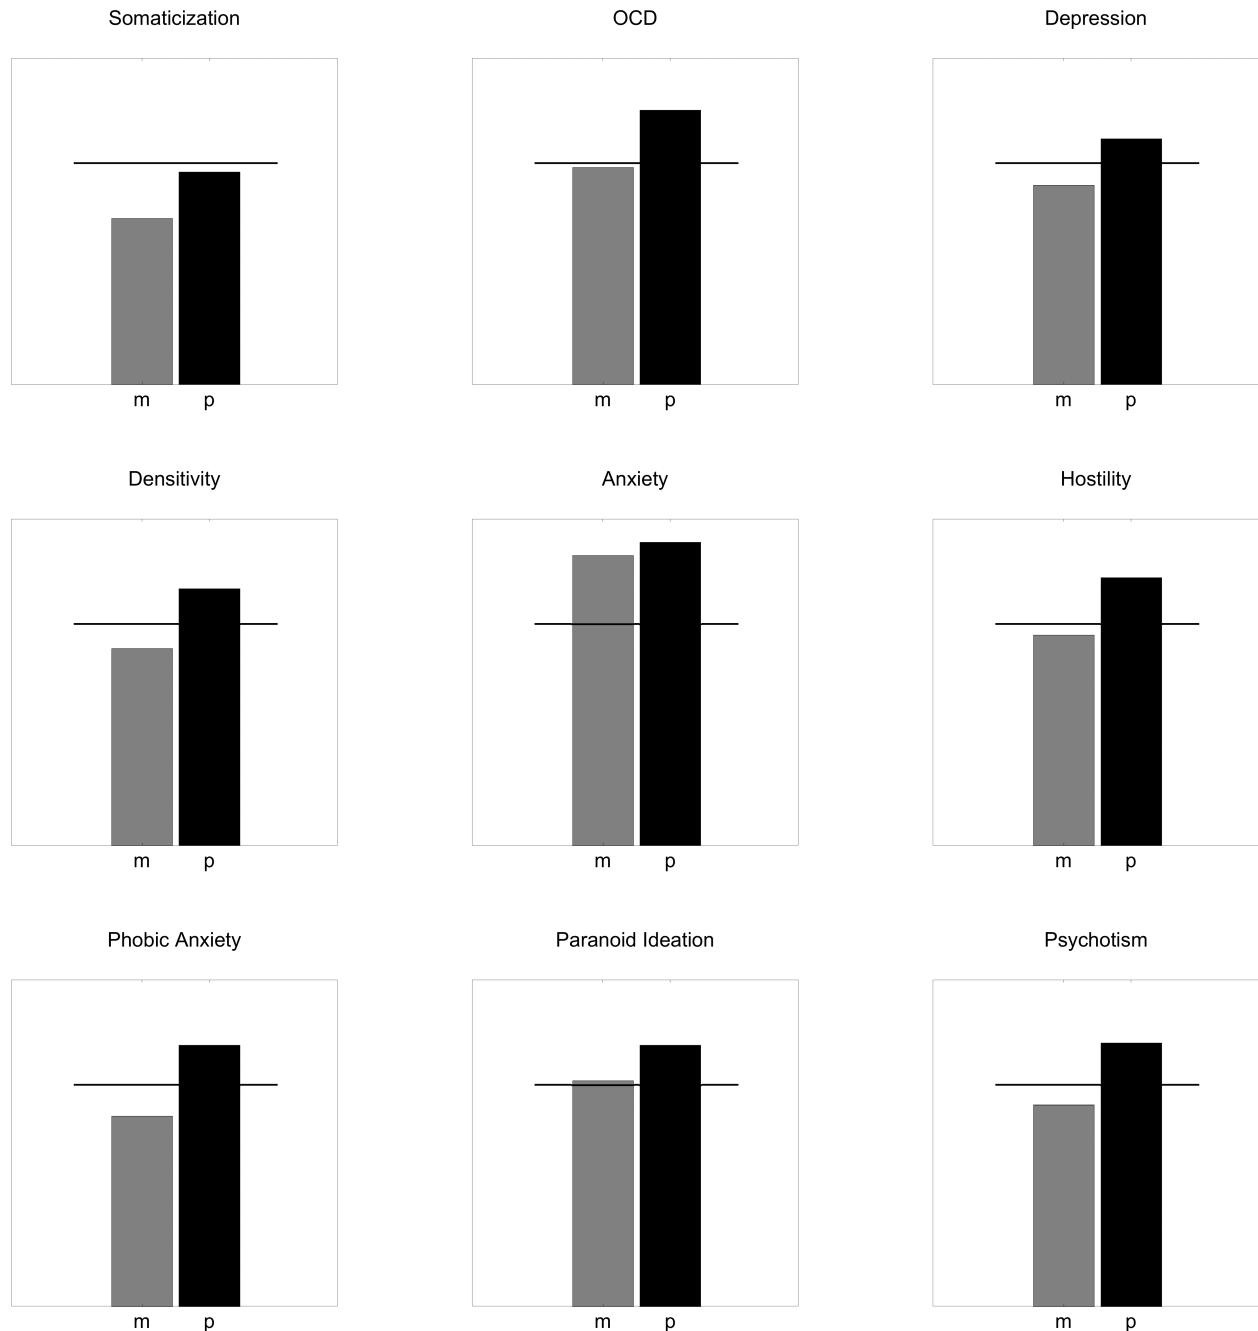 Somaticization
OCD
Depression
m p
m p
m p
Densitivity
Anxiety
Hostility
m p
m p
m p
Phobic Anxiety
Paranoid Ideation
Psychotism
m p
m p
m p